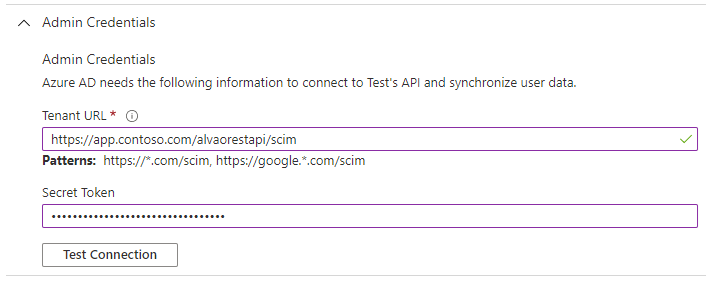 Admin Credentials
Admin Credentials
Azure AD needs the following information to connect to Test's API and synchronize user data.
Tenant URL *
https://app.contoso.com/alvaorestapi/scim
Patterns: https://*.com/scim, https://google.*.com/scim
Secret Token
•••••••••••••••••••••••••••••••••
Test Connection